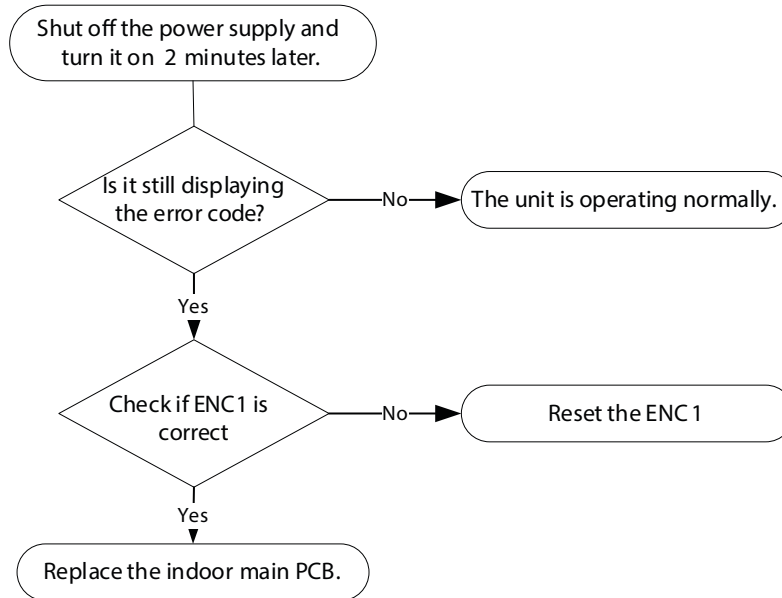 Shut off the power supply and
turn it on 2 minutes later.
Is it still displaying
the error code?
No
The unit is operating normally.
Yes
Check if ENC1 is
correct
No
Reset the ENC1
Yes
Replace the indoor main PCB.